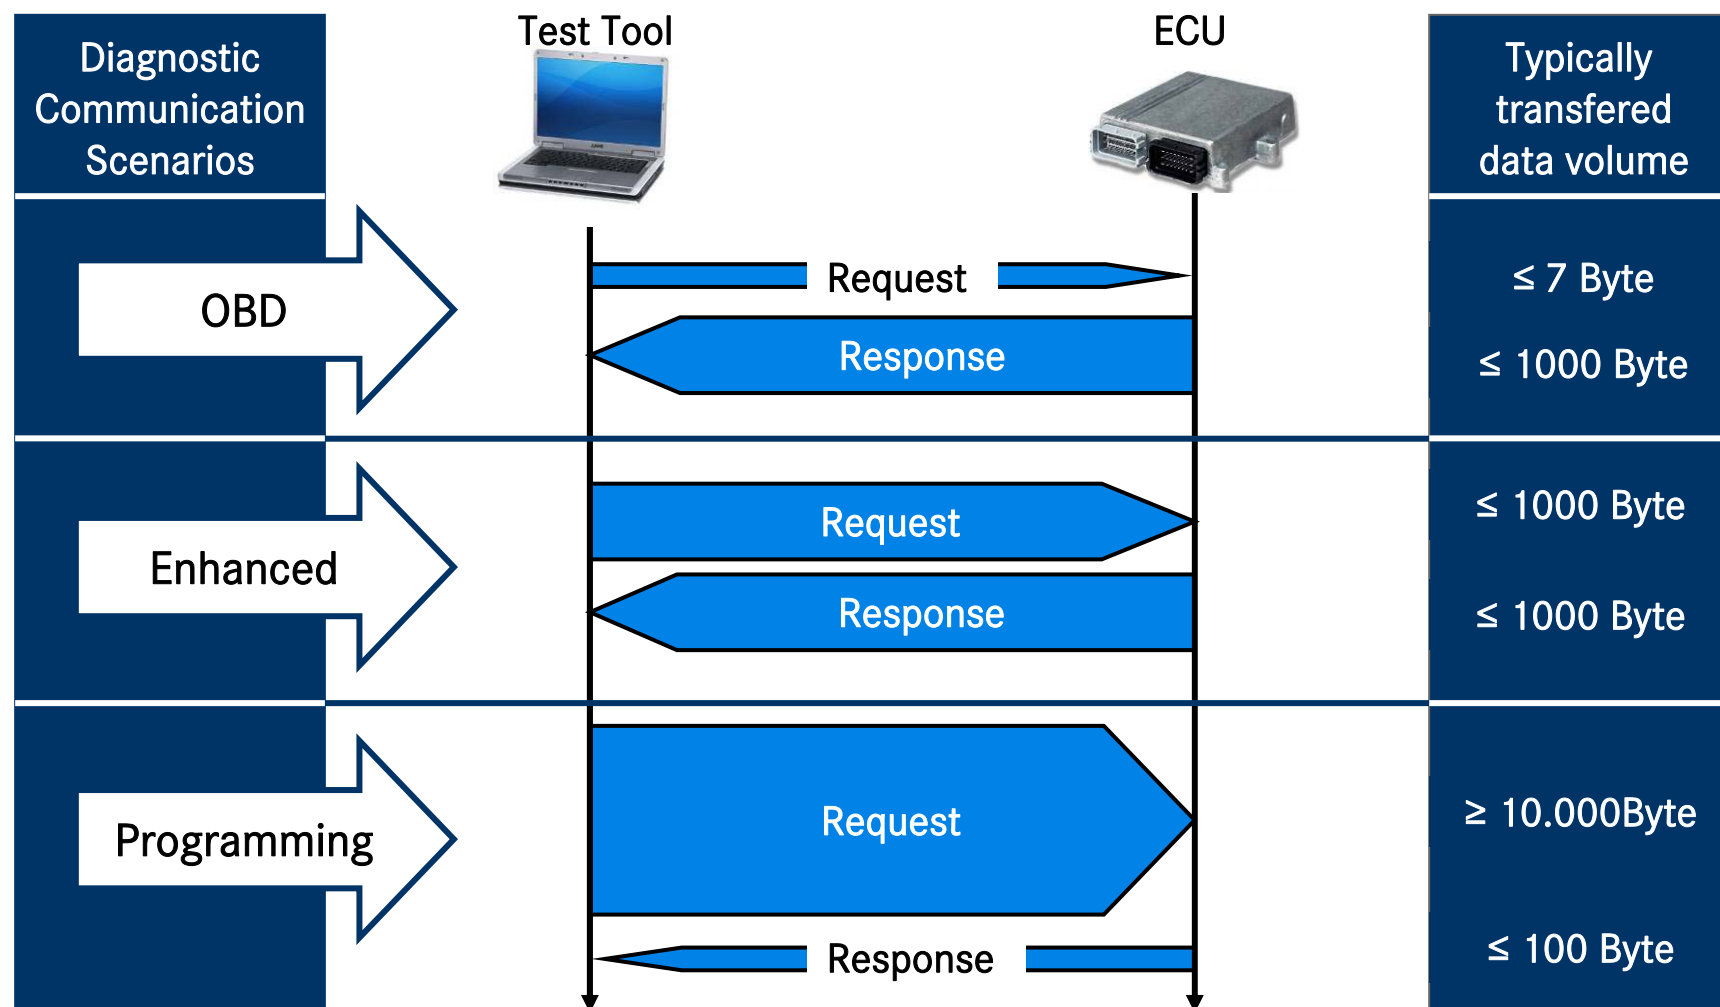 Diagnostic
Communication
Scenarios
Test Tool
ECU
Typically
transfered
data volume
OBD
Request
≤ 7 Byte
Response
≤ 1000 Byte
Enhanced
Request
≤ 1000 Byte
Response
≤ 1000 Byte
Programming
Request
≥ 10.000Byte
Response
≤ 100 Byte